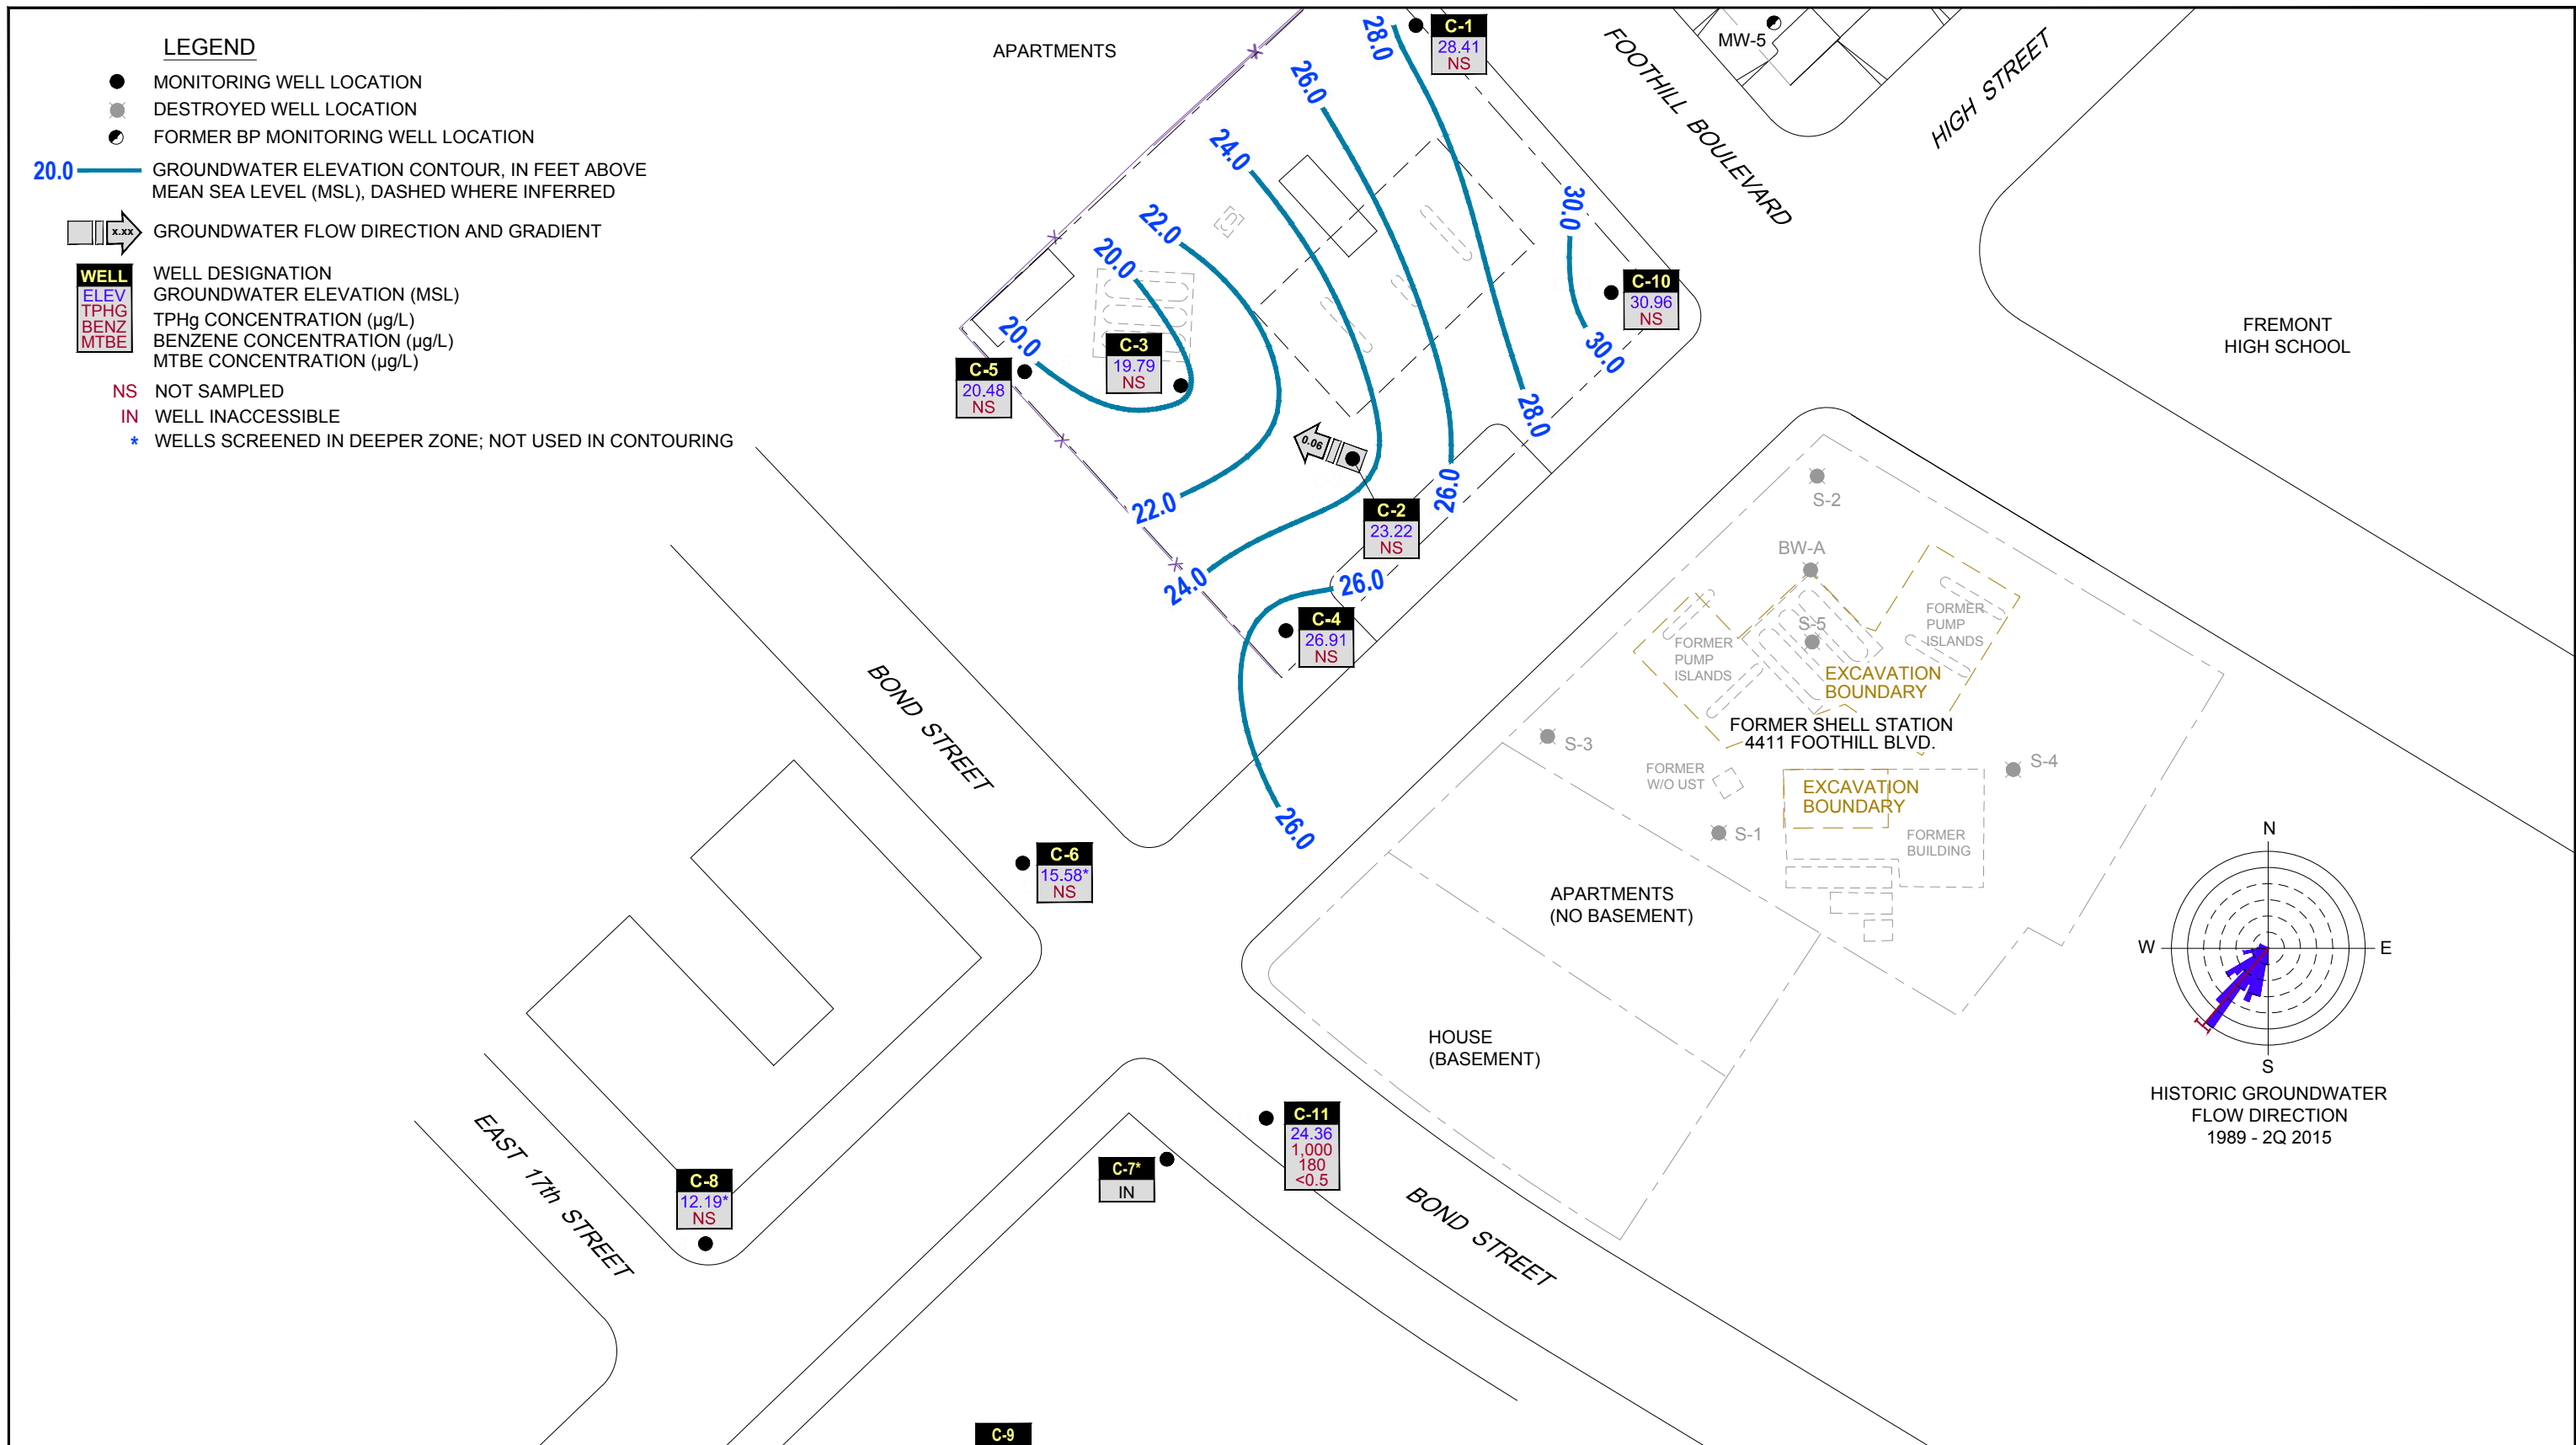 LEGEND
MONITORING WELL LOCATION
DESTROYED WELL LOCATION
FORMER BP MONITORING WELL LOCATION
20.0
GROUNDWATER ELEVATION CONTOUR, IN FEET ABOVE
MEAN SEA LEVEL (MSL), DASHED WHERE INFERRED
x.xx
GROUNDWATER FLOW DIRECTION AND GRADIENT
WELL
ELEV
TPHG
BENZ
MTBE
WELL DESIGNATION
GROUNDWATER ELEVATION (MSL)
TPHg CONCENTRATION (µg/L)
BENZENE CONCENTRATION (µg/L)
MTBE CONCENTRATION (µg/L)
NS NOT SAMPLED
IN WELL INACCESSIBLE
* WELLS SCREENED IN DEEPER ZONE; NOT USED IN CONTOURING
APARTMENTS
28.0
C-1
28.41
NS
FOOTHILL BOULEVARD
MW-5
HIGH STREET
26.0
24.0
22.0
20.0
30.0
C-10
30.96
NS
30.0
FREMONT
HIGH SCHOOL
20.0
C-5
20.48
NS
C-3
19.79
NS
28.0
0.06
26.0
22.0
C-2
23.22
NS
24.0
26.0
C-4
26.91
NS
26.0
S-2
BW-A
FORMER
PUMP
ISLANDS
S-5
FORMER
PUMP
ISLANDS
EXCAVATION
BOUNDARY
FORMER SHELL STATION
4411 FOOTHILL BLVD.
S-3
S-4
FORMER
W/O UST
EXCAVATION
BOUNDARY
S-1
FORMER
BUILDING
BOND STREET
C-6
15.58*
NS
APARTMENTS
(NO BASEMENT)
HOUSE
(BASEMENT)
N
W
E
S
HISTORIC GROUNDWATER
FLOW DIRECTION
1989 - 2Q 2015
C-11
24.36
1,000
180
<0.5
C-7*
IN
C-8
12.19*
NS
EAST 17th STREET
BOND STREET
C-9